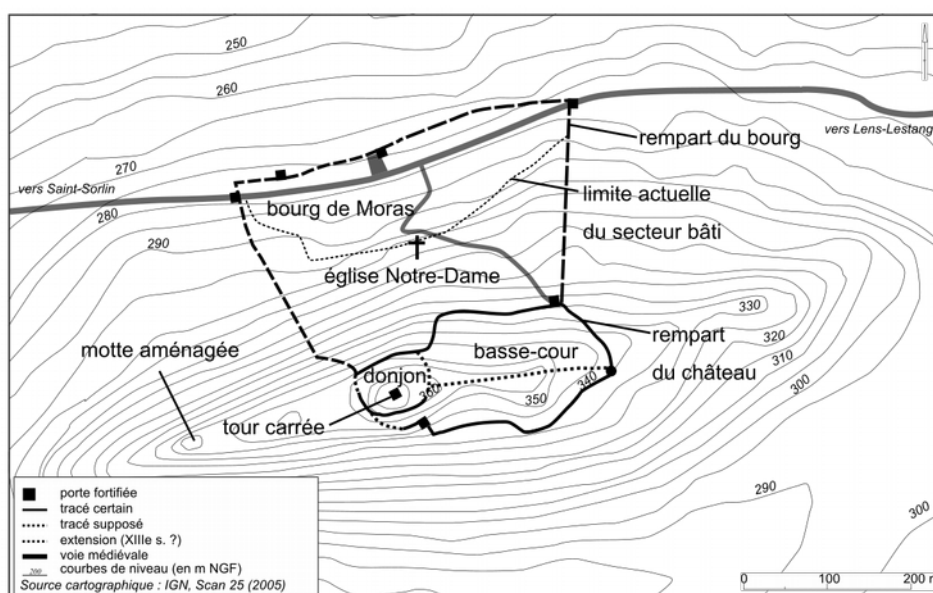 250
260
270
vers Saint-Sorlin
280
290
vers Lens-Lestang
rempart du bourg
bourg de Moras
limite actuelle
du secteur bâti
église Notre-Dame
330
320
310
300
motte aménagée
basse-cour
rempart
du château
donjon
360
350
340
tour carrée
290
300
porte fortifiée
tracé certain
tracé supposé
extension (XIIIe s. ?)
voie médiévale
200 courbes de niveau (en m NGF)
Source cartographique : IGN, Scan 25 (2005)
0 100 200 m